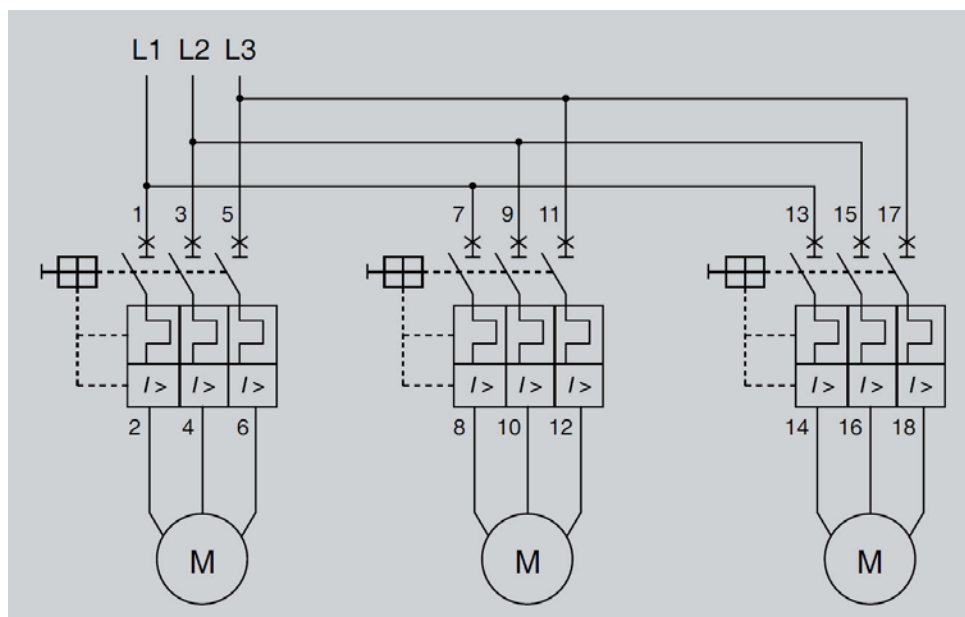 L1 L2 L3
1 3 5 7 9 11 13 15 17
I > I > I > I > I > I > I > I > I >
2 4 6 8 10 12 14 16 18
M M M